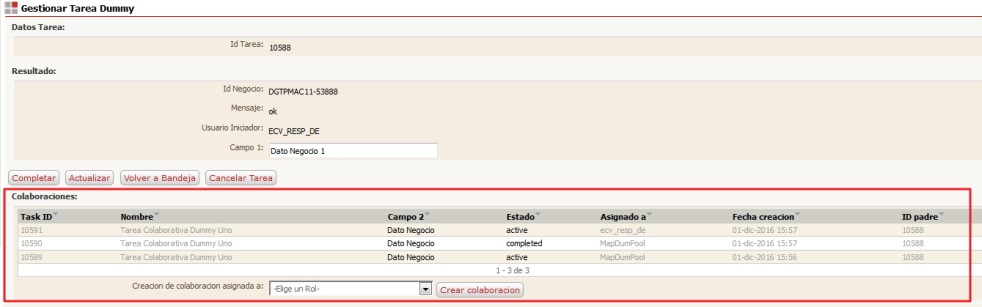 Gestionar Tarea Dummy
Datos Tarea:
Id Tarea: 10588
Resultado:
Id Negocio: DGTPMAC11-53888
Mensaje: ok
Usuario Iniciador: ECV_RESP_DE
Campo 1: Dato Negocio 1
Completar Actualizar Volver a Bandeja Cancelar Tarea
Colaboraciones:
Task ID Nombre Campo 2 Estado Asignado a Fecha creacion ID padre
10591 Tarea Colaborativa Dummy Uno Dato Negocio active ecv_resp_de 01-dic-2016 15:57 10588
10590 Tarea Colaborativa Dummy Uno Dato Negocio completed MapDumPool 01-dic-2016 15:57 10588
10589 Tarea Colaborativa Dummy Uno Dato Negocio active MapDumPool 01-dic-2016 15:56 10588
1 - 3 de 3
Creacion de colaboracion asignada a: -Elige un Rol- Crear colaboracion